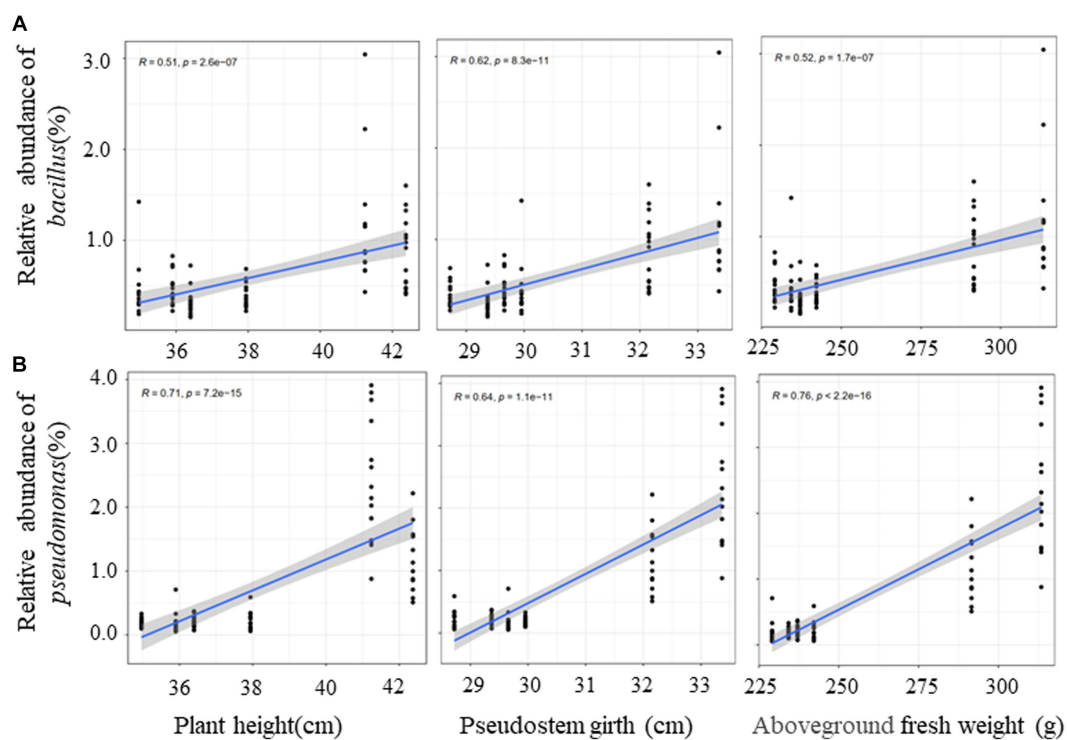 A
Relative abundance of
bacillus(%)
3.0
2.0
1.0
R = 0.51, p = 2.6e−07
R = 0.62, p = 8.3e−11
R = 0.52, p = 1.7e−07
36 38 40 42
29 30 31 32 33
229 250 275 300
B
Relative abundance of
pseudomonas(%)
4.0
3.0
2.0
1.0
0.0
R = 0.71, p = 7.2e−15
R = 0.64, p = 1.1e−11
R = 0.76, p < 2.2e−16
36 38 40 42
29 30 31 32 33
225 250 275 300
Plant height(cm)
Pseudostem girth (cm)
Aboveground fresh weight (g)